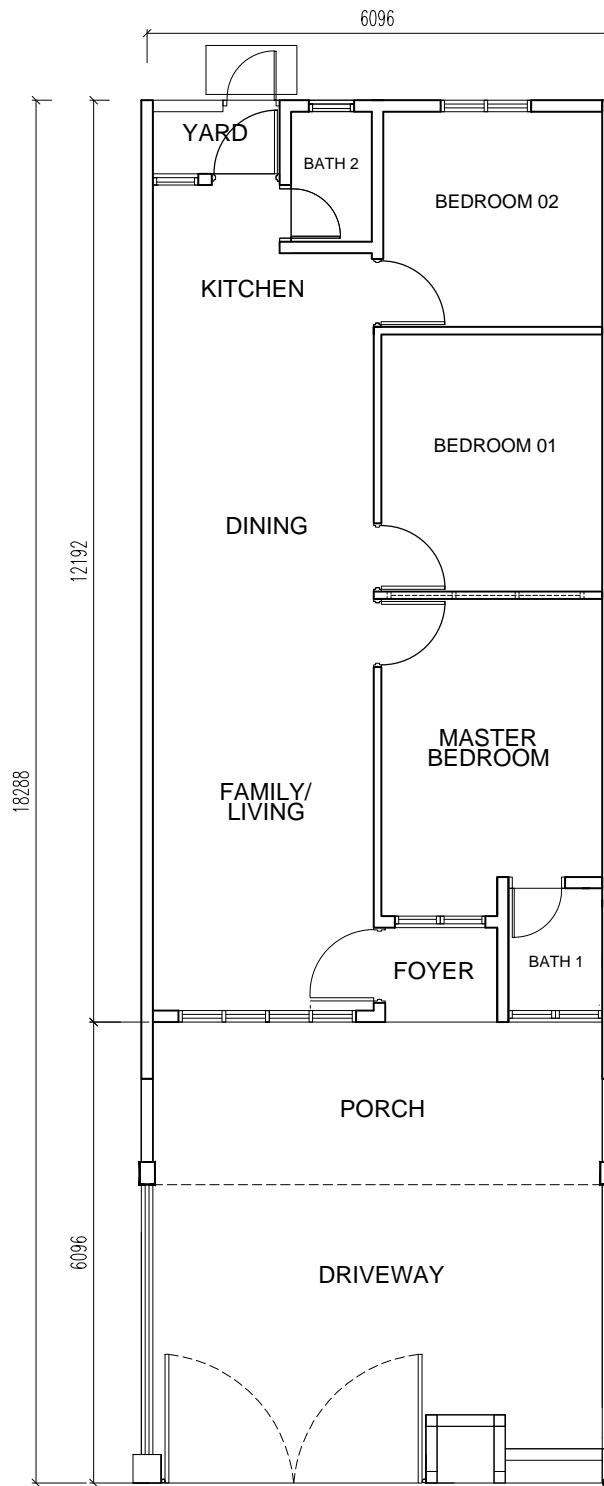 6096
YARD
BATH 2
BEDROOM 02
KITCHEN
BEDROOM 01
DINING
12192
MASTER
BEDROOM
18288
FAMILY/
LIVING
FOYER
BATH 1
PORCH
6096
DRIVEWAY